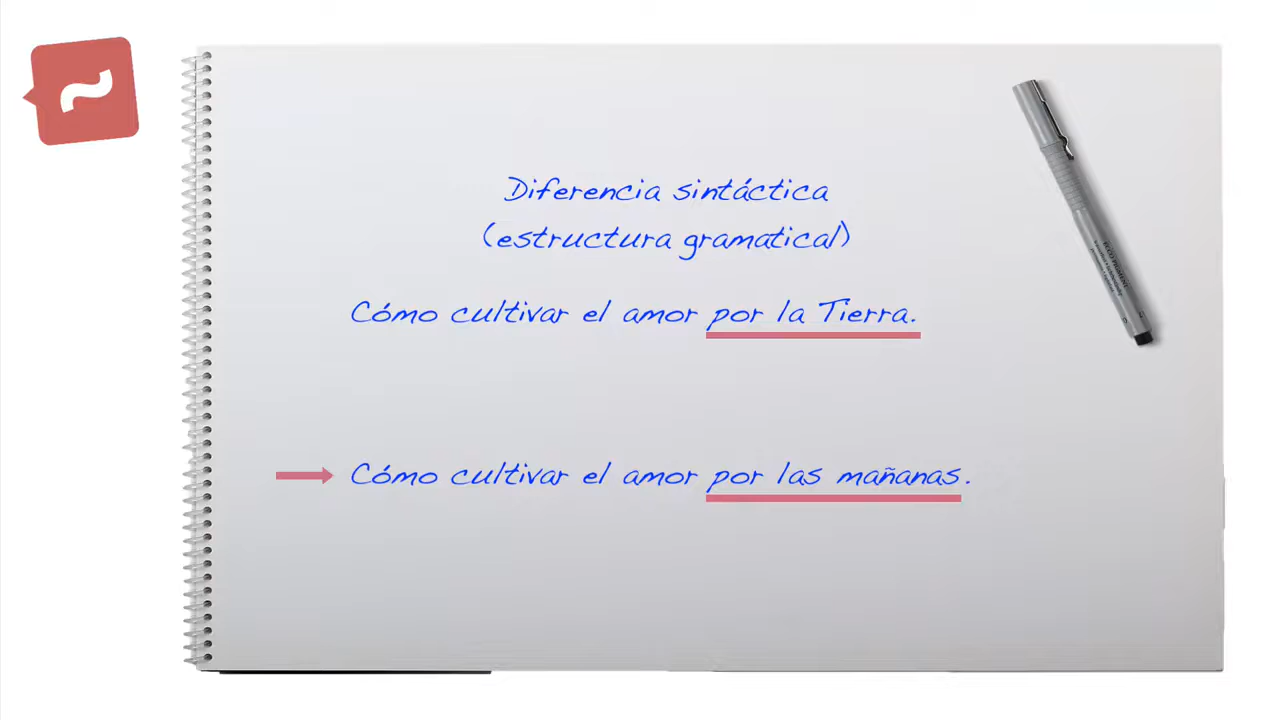 Diferencia sintáctica
(estructura gramatical)
Cómo cultivar el amor por la Tierra.
Cómo cultivar el amor por las mañanas.